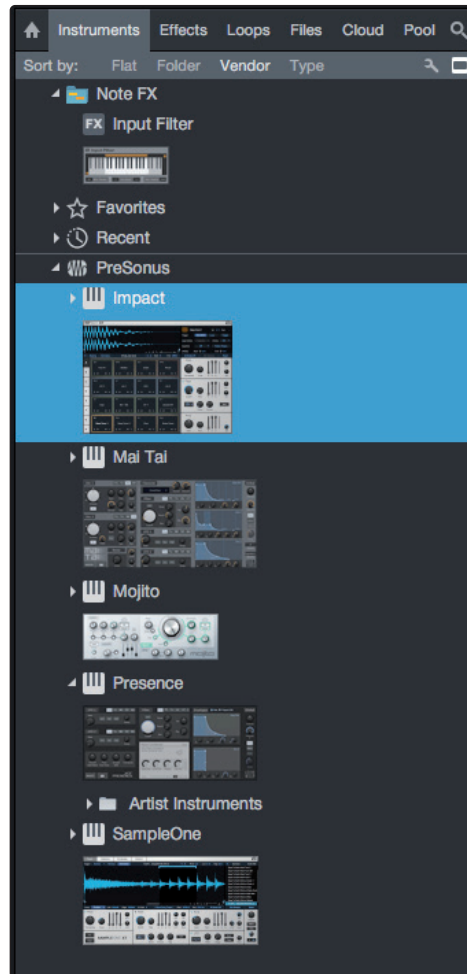 Instruments Effects Loops Files Cloud Pool
Sort by: Flat Folder Vendor Type
Note FX
FX Input Filter
Favorites
Recent
PreSonus
Impact
Mai Tai
Mojito
Presence
Artist Instruments
SampleOne